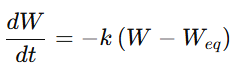 dW/dt = −k (W − W_eq)